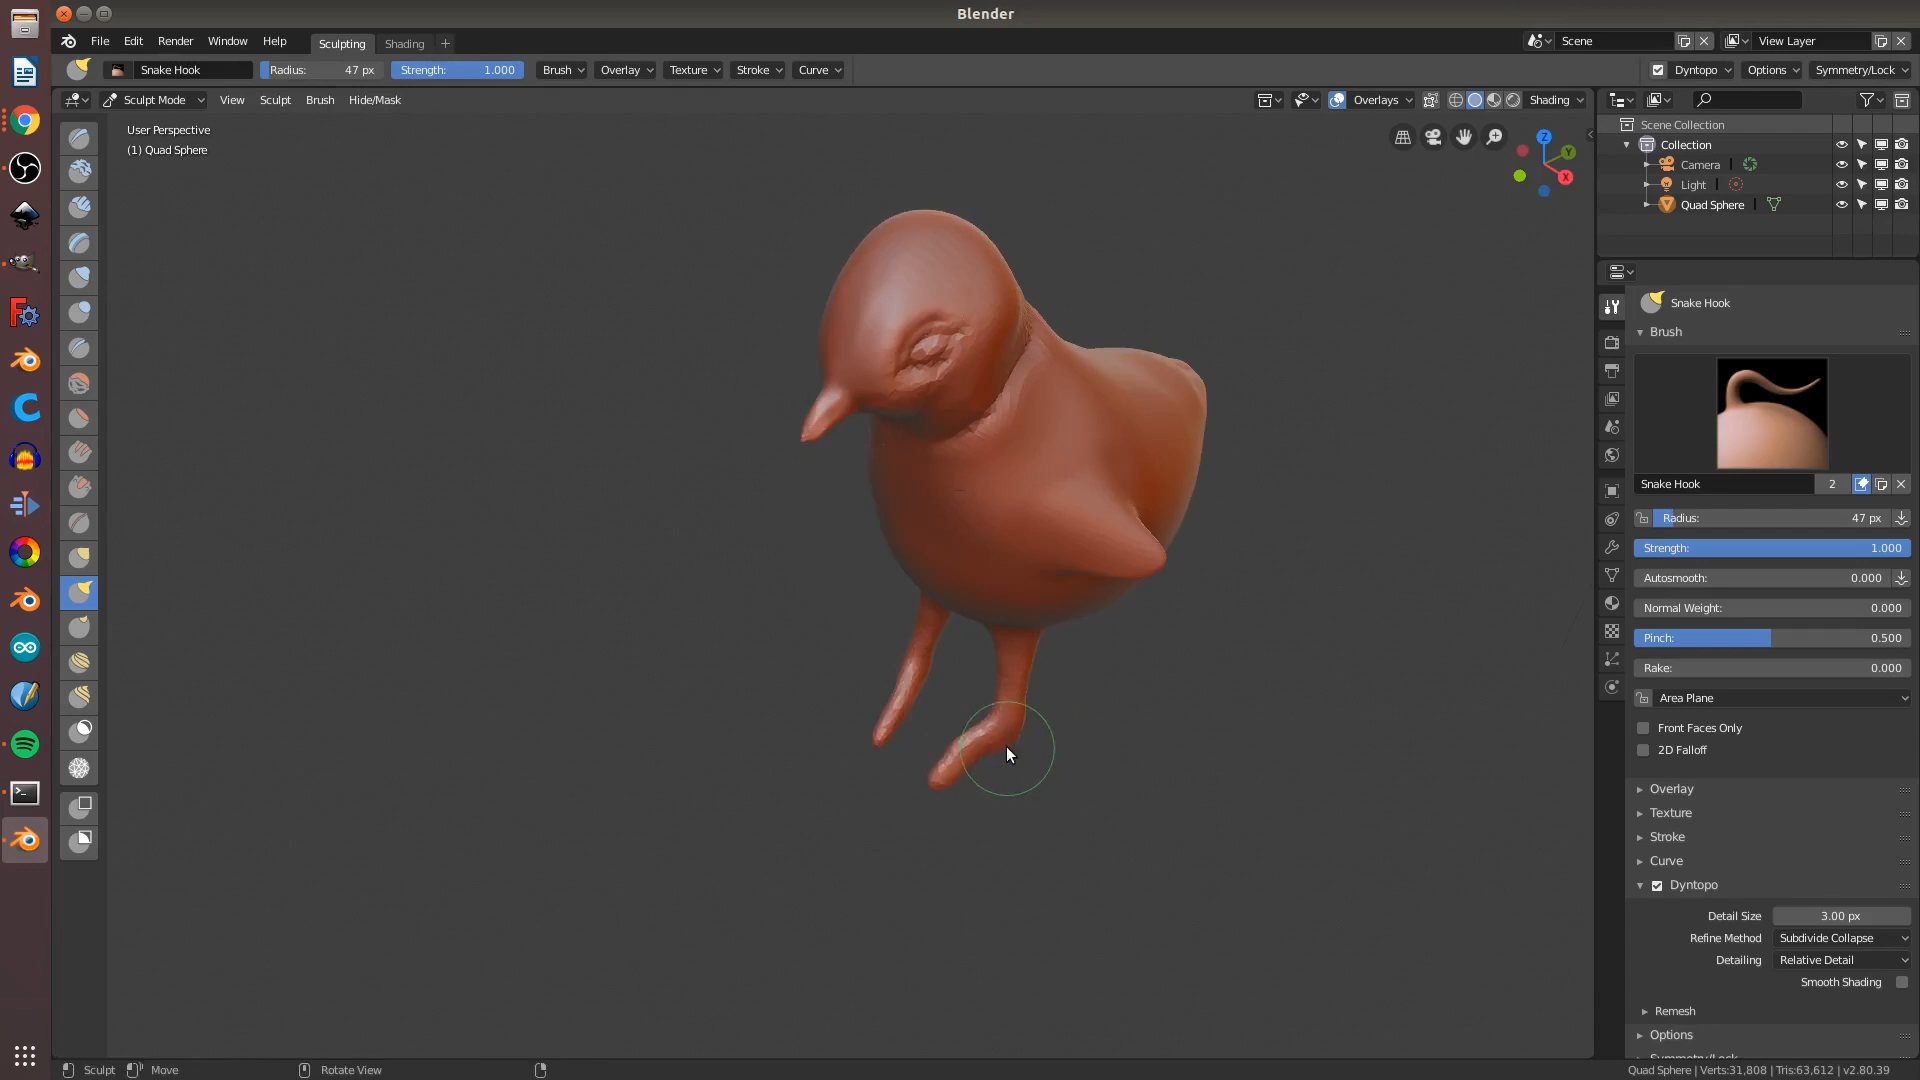 Blender
File Edit Render Window Help Sculpting Shading + Scene View Layer
Snake Hook Radius: 47 px Strength: 1.000 Brush Overlay Texture Stroke Curve Dyntopo Options Symmetry/Lock
Sculpt Mode View Sculpt Brush Hide/Mask Overlays Shading
User Perspective
(1) Quad Sphere
Z
Y
X
Scene Collection
Collection
Camera
Light
Quad Sphere
Snake Hook
Brush
Snake Hook 2
Radius: 47 px
Strength: 1.000
Autosmooth: 0.000
Normal Weight: 0.000
Pinch: 0.500
Rake: 0.000
Area Plane
Front Faces Only
2D Falloff
Overlay
Texture
Stroke
Curve
Dyntopo
Detail Size 3.00 px
Refine Method Subdivide Collapse
Detailing Relative Detail
Smooth Shading
Remesh
Options
Symmetry/Lock
Sculpt Move Rotate View Quad Sphere | Verts:31,808 | Tris:63,612 | v2.80.39